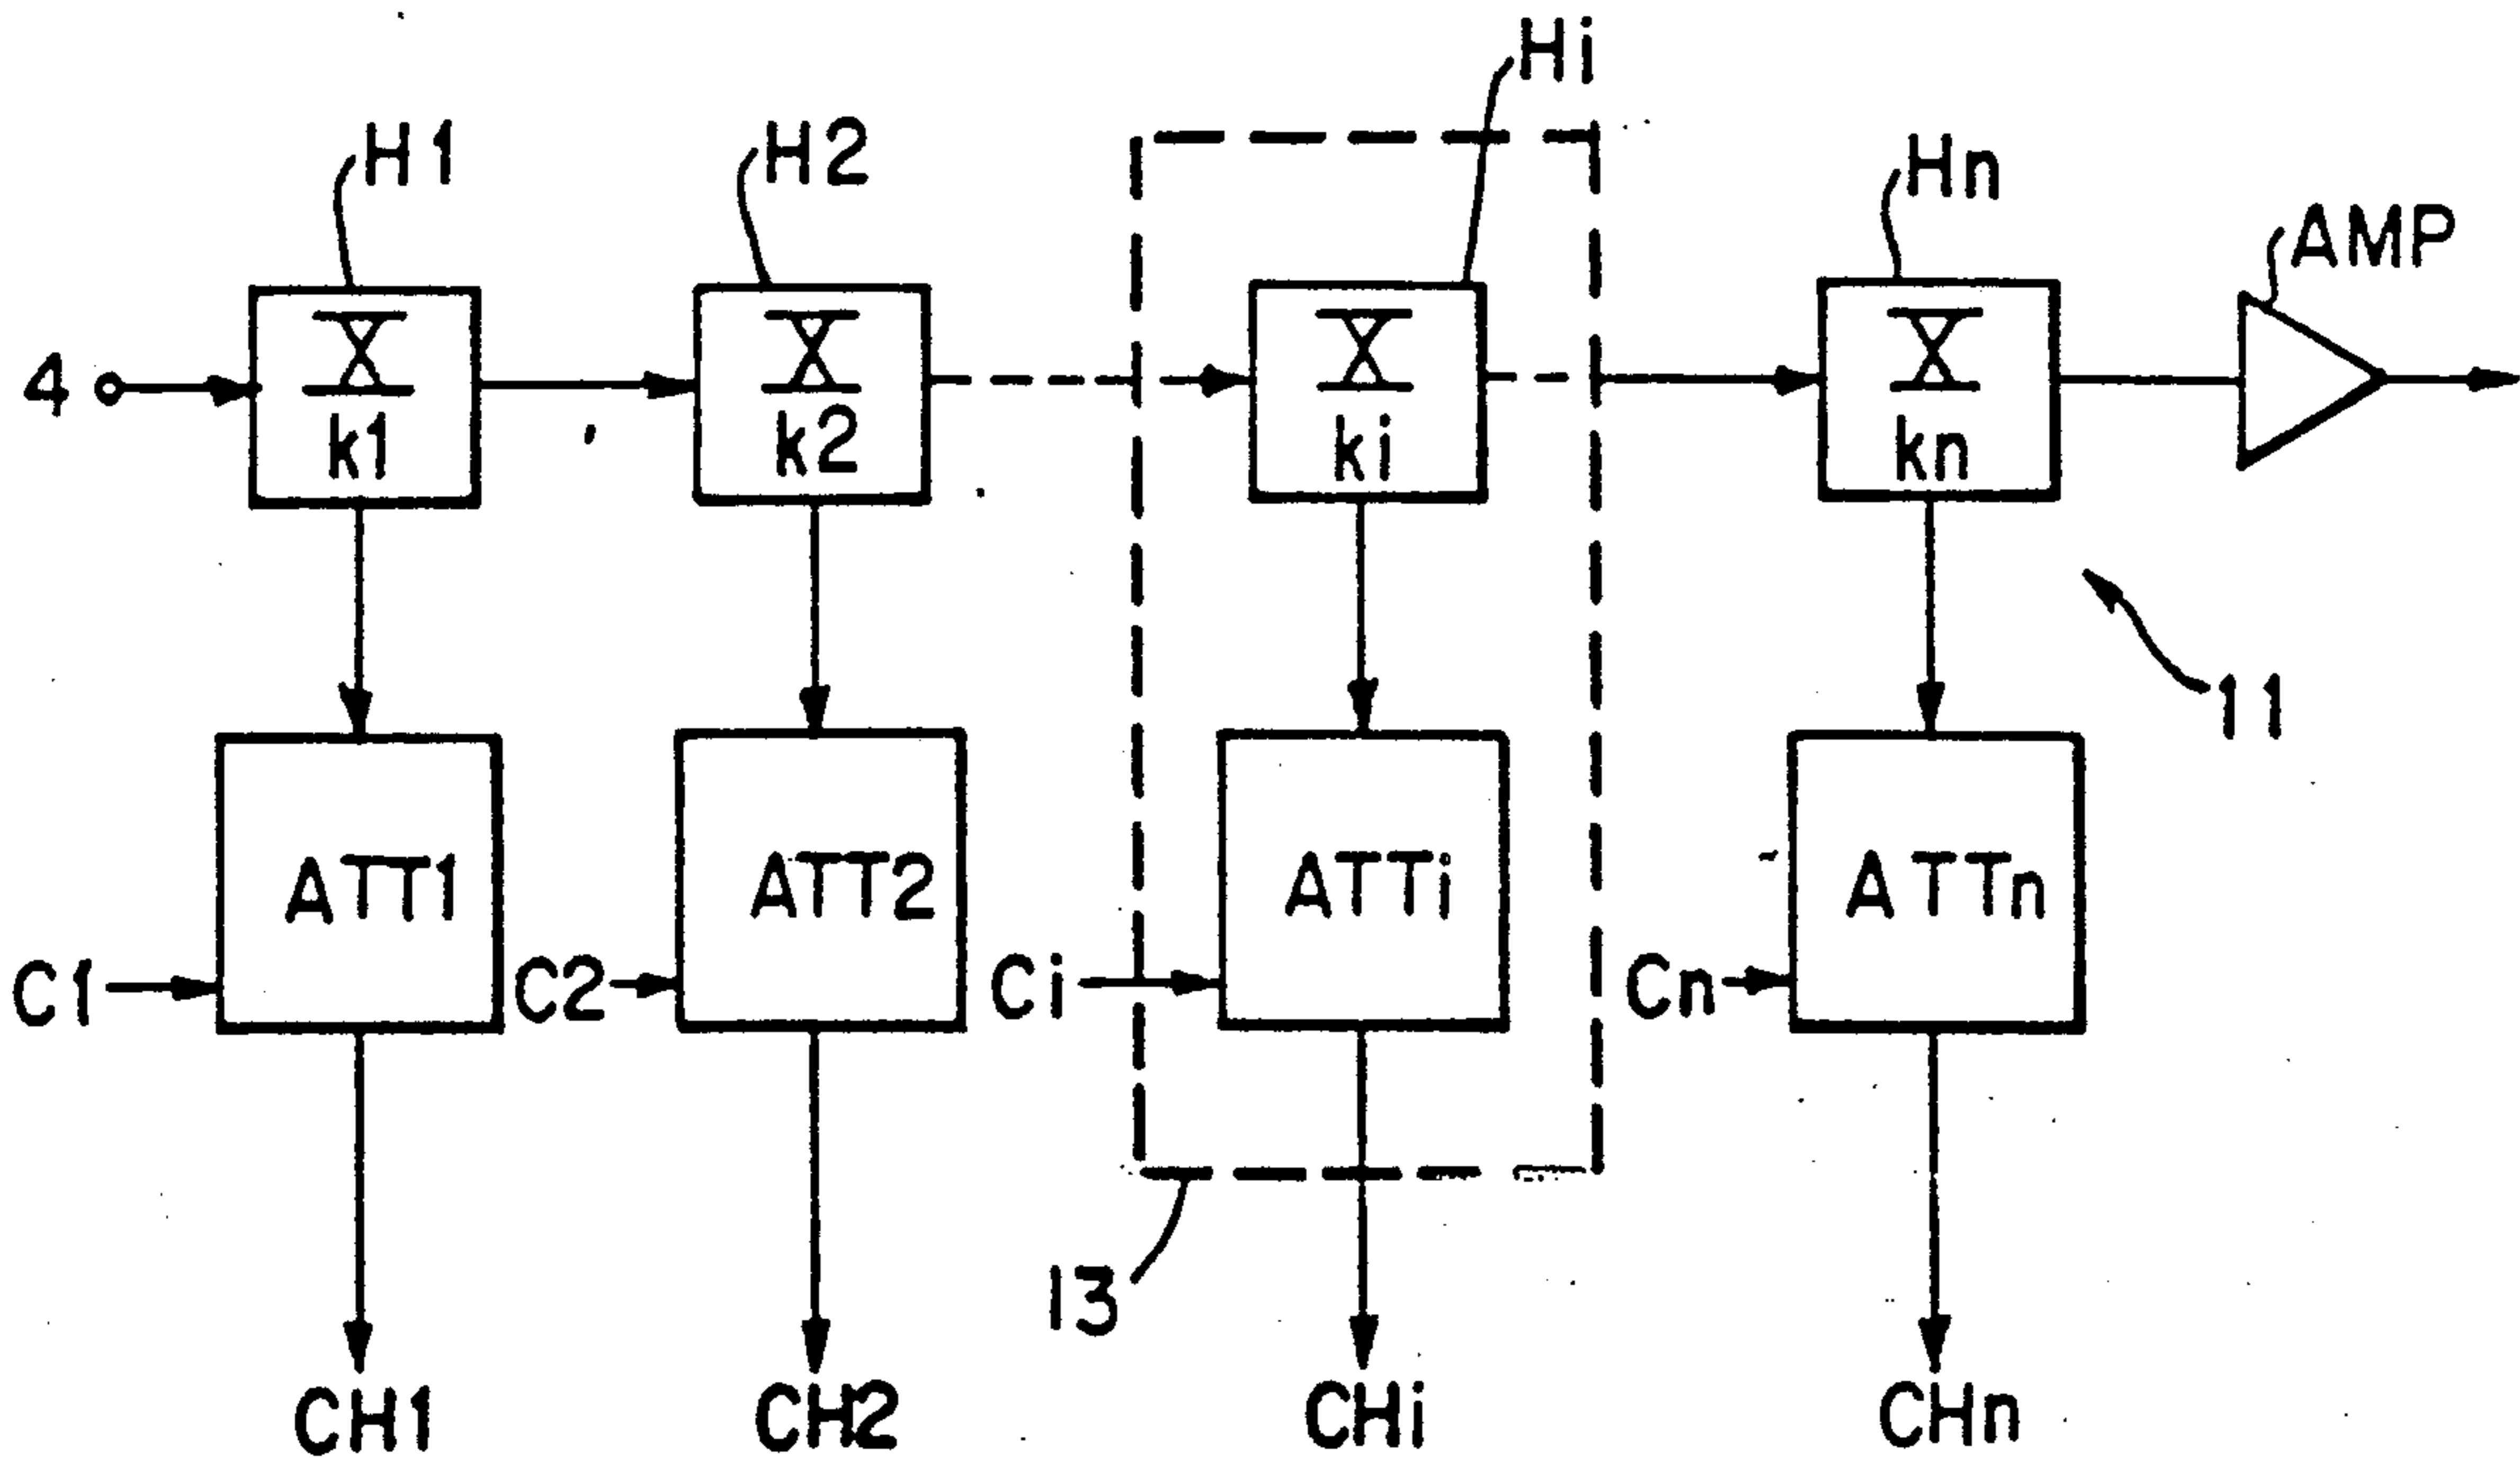 Hi
H1 H2 Hn
AMP
4
X X X X
k1 k2 ki kn
11
ATT1 ATT2 ATTi ATTn
C1 C2 Ci Cn
13
CH1 CH2 CHi CHn